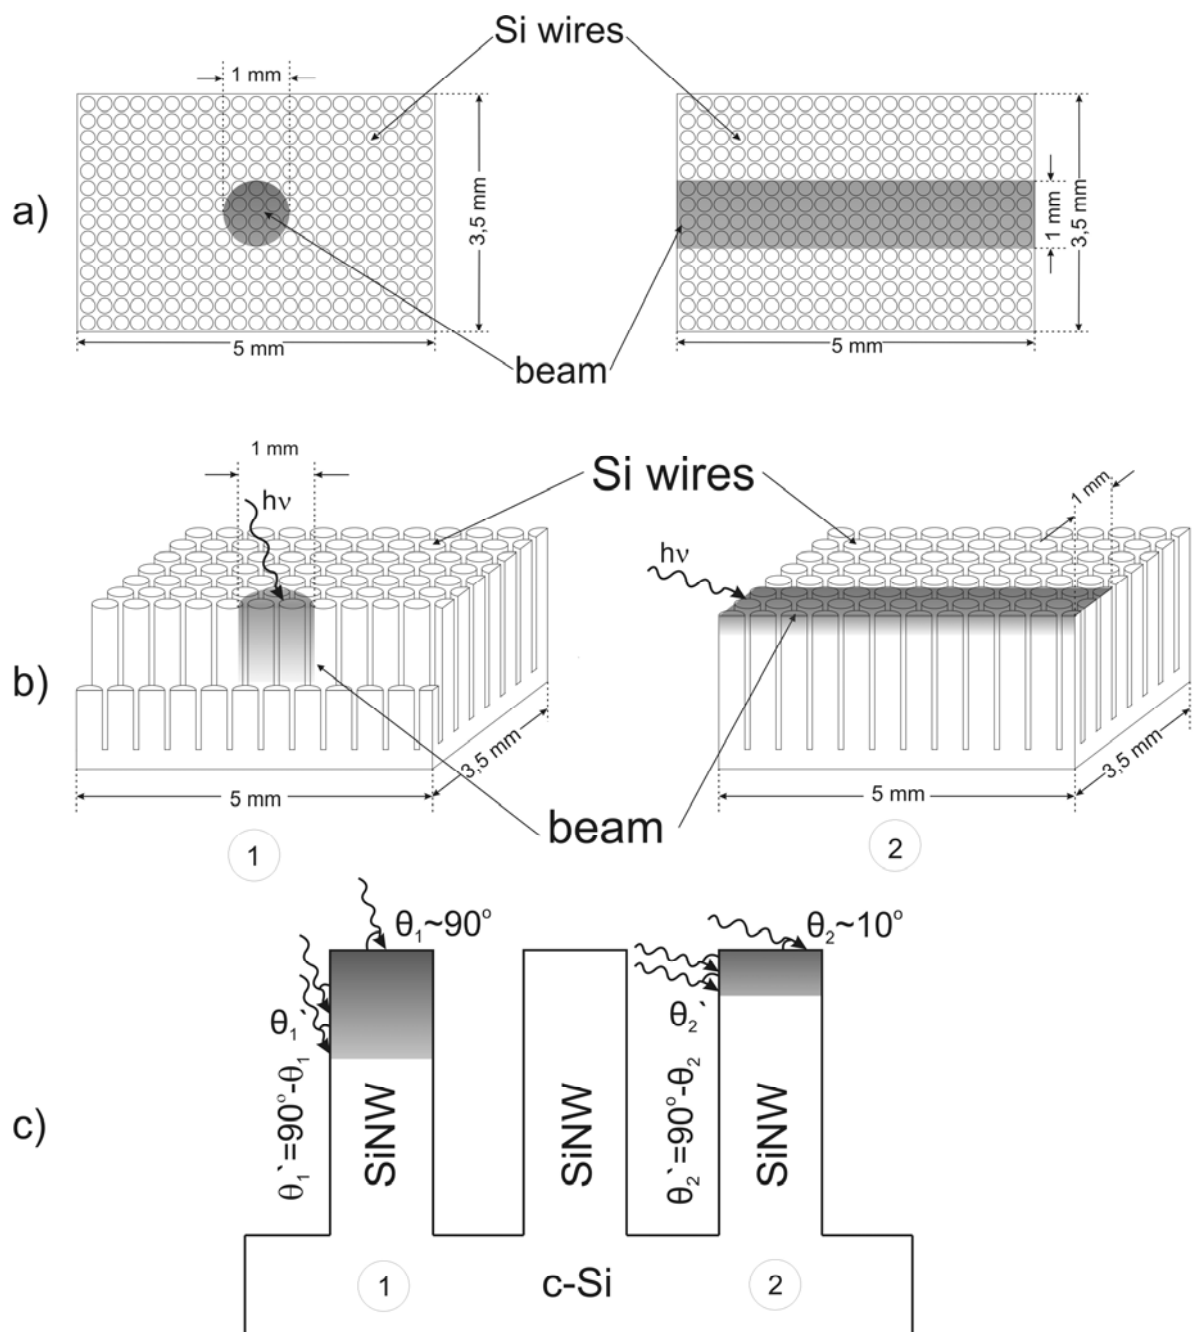 Si wires
1 mm
a)
3,5 mm
5 mm
beam
1 mm
3,5 mm
5 mm
1 mm
Si wires
hν
1 mm
hν
b)
3,5 mm
5 mm
beam
3,5 mm
5 mm
1
2
θ₁~90°
θ₂~10°
θ₁`
θ₂`
θ₁`=90°-θ₁
SiNW
SiNW
θ₂`=90°-θ₂
SiNW
c)
1
c-Si
2